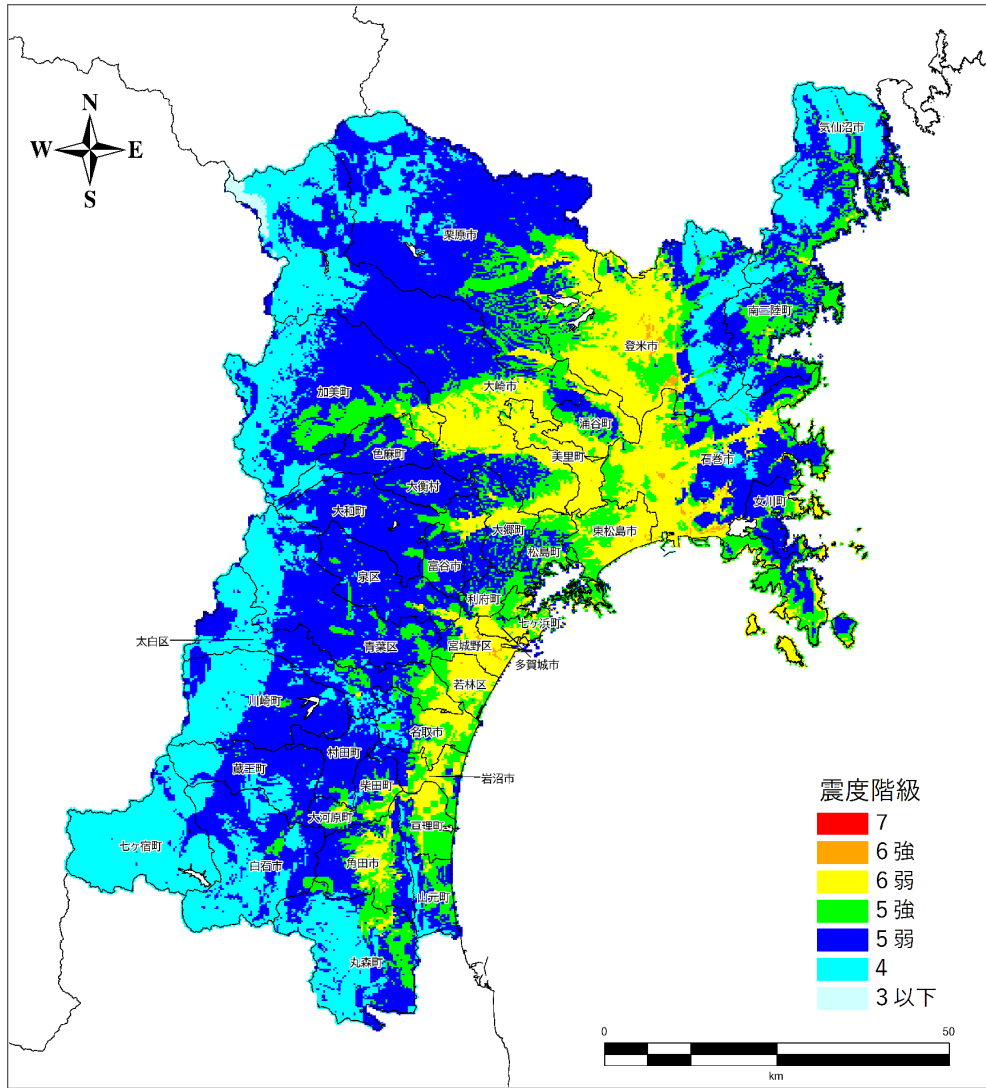 N
W E
S
気仙沼市
栗原市
南三陸町
登米市
大崎市
加美町
涌谷町
色麻町
美里町
石巻市
大衡村
女川町
大和町
大郷町
東松島市
松島町
富谷市
泉区
利府町
七ヶ浜町
太白区
青葉区
宮城野区
多賀城市
若林区
川崎町
名取市
村田町
蔵王町
岩沼市
柴田町
大河原町
亘理町
七ヶ宿町
白石市
角田市
山元町
丸森町
震度階級
7
6強
6弱
5強
5弱
4
3以下
0 50
km